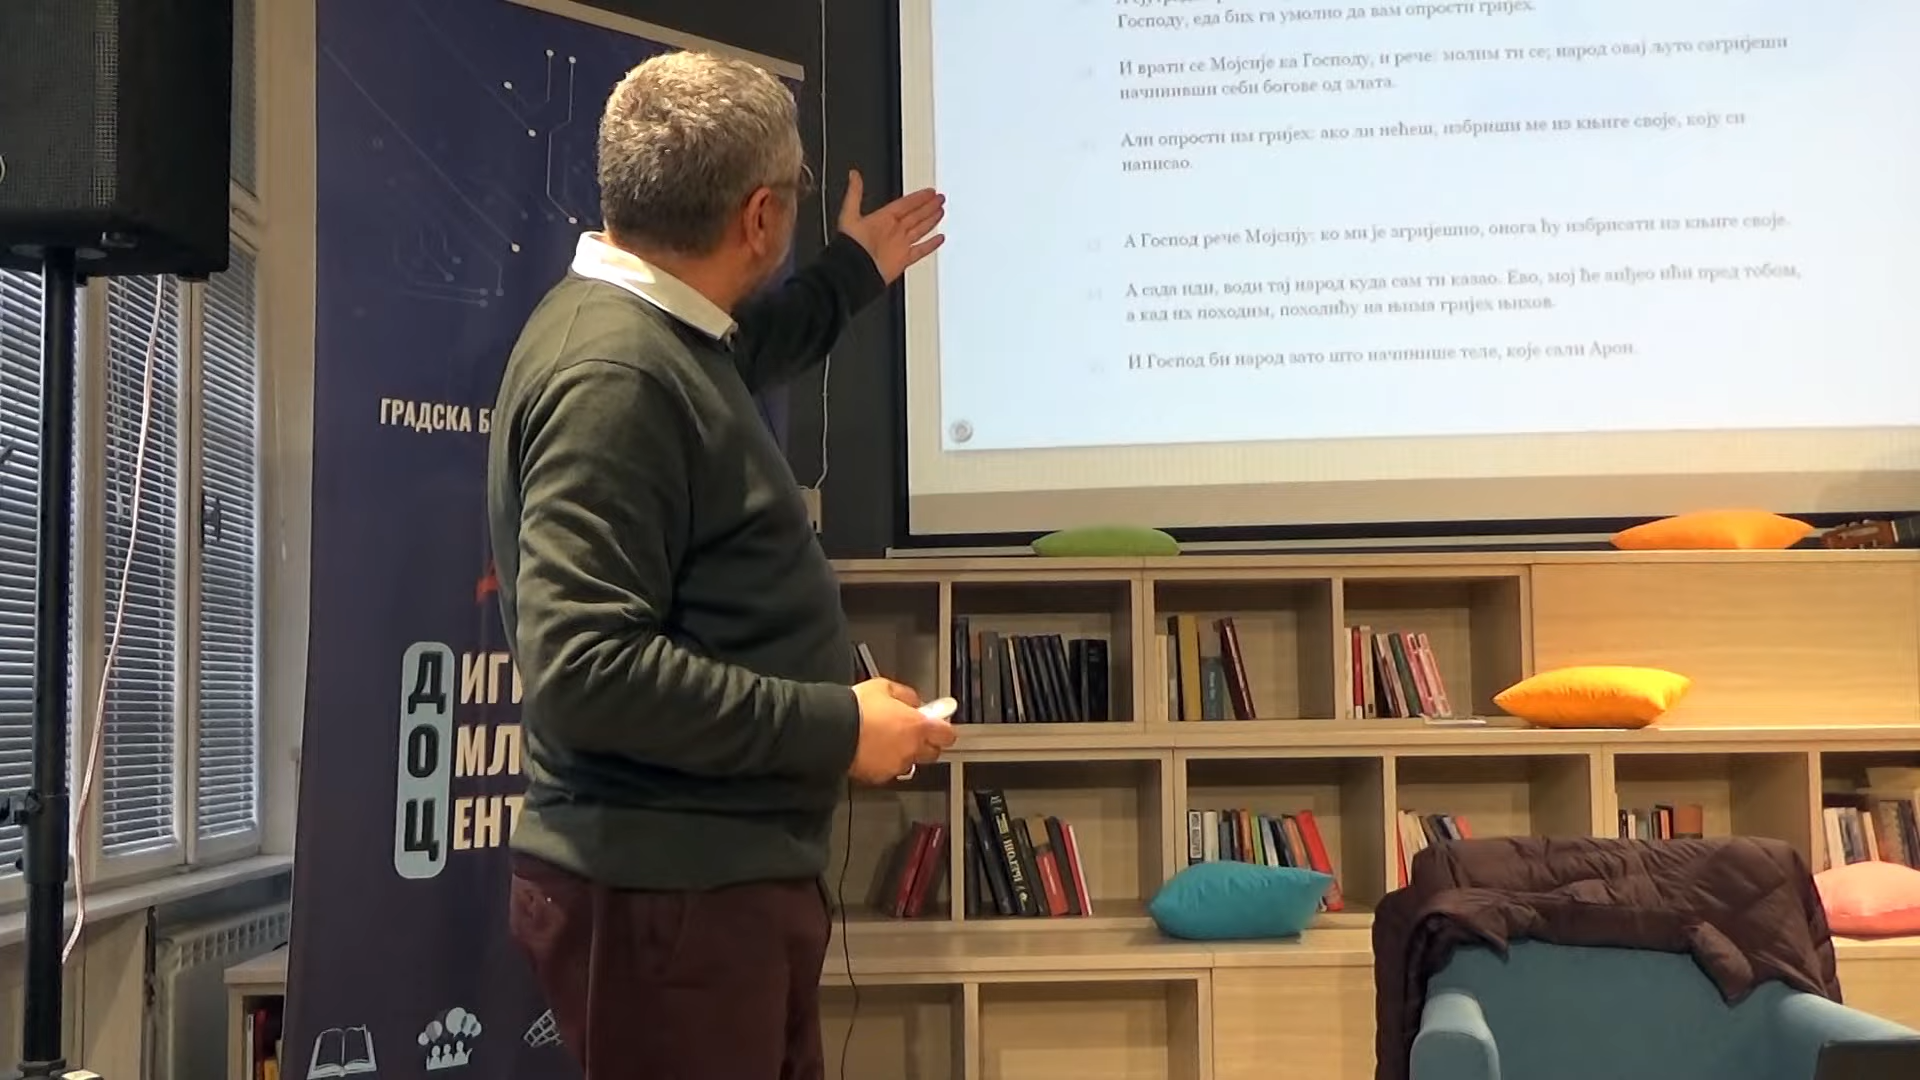 Господу, еда бих га умолио да вам опрости гријех.
И врати се Мојсије ка Господу, и рече: молим ти се; народ овај љуто сагријеши
начинивши себи богове од злата.
Али опрости им гријех: ако ли нећеш, избриши ме из књиге своје, коју си
написао.
А Господ рече Мојсију: ко ми је згријешио, онога ћу избрисати из књиге своје.
А сада иди, води тај народ куда сам ти казао. Ево, мој ће анђео ићи пред тобом,
а кад их походим, походићу на њима гријех њихов.
И Господ би народ зато што начинише теле, које сали Арон.
ГРАДСКА
ДИГИ
ОМЛ
ЦЕНТ